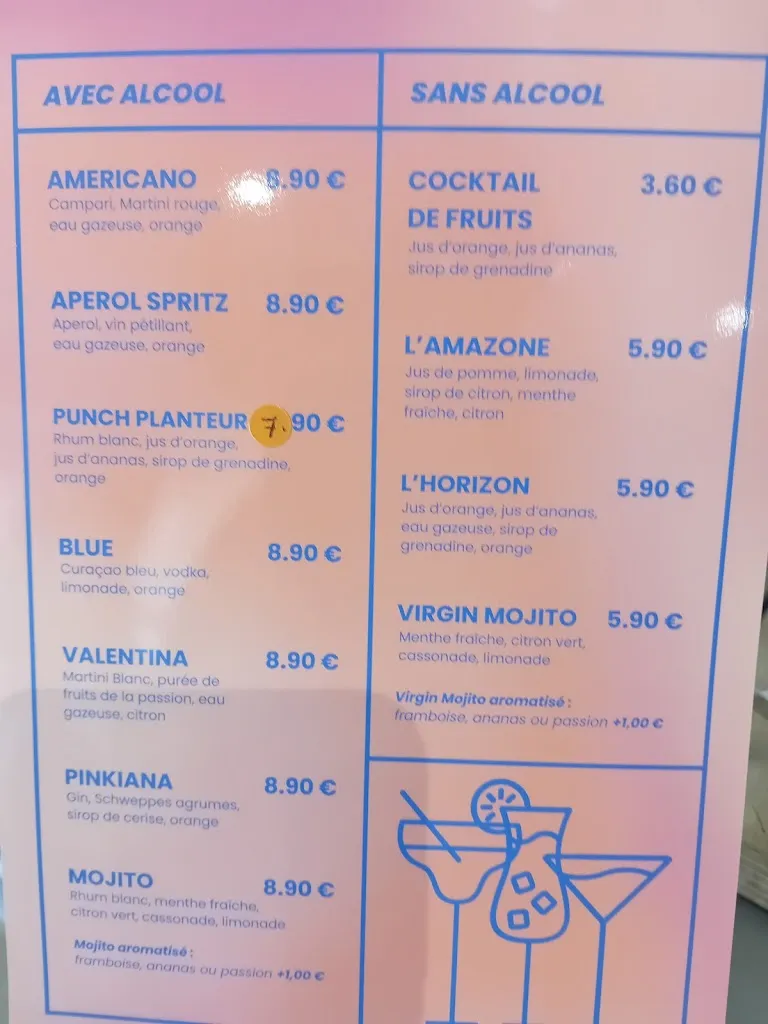 AVEC ALCOOL
AMERICANO 8.90 €
Campari, Martini rouge,
eau gazeuse, orange
APEROL SPRITZ 8.90 €
Aperol, vin pétillant,
eau gazeuse, orange
PUNCH PLANTEUR 7.90 €
Rhum blanc, jus d'orange,
jus d'ananas, sirop de grenadine,
orange
BLUE 8.90 €
Curaçao bleu, vodka,
limonade, orange
VALENTINA 8.90 €
Martini Blanc, purée de
fruits de la passion, eau
gazeuse, citron
PINKIANA 8.90 €
Gin, Schweppes agrumes,
sirop de cerise, orange
MOJITO 8.90 €
Rhum blanc, menthe fraîche,
citron vert, cassonade, limonade
Mojito aromatisé :
framboise, ananas ou passion +1,00 €
SANS ALCOOL
COCKTAIL 3.60 €
DE FRUITS
Jus d'orange, jus d'ananas,
sirop de grenadine
L'AMAZONE 5.90 €
Jus de pomme, limonade,
sirop de citron, menthe
fraîche, citron
L'HORIZON 5.90 €
Jus d'orange, jus d'ananas,
eau gazeuse, sirop de
grenadine, orange
VIRGIN MOJITO 5.90 €
Menthe fraîche, citron vert,
cassonade, limonade
Virgin Mojito aromatisé :
framboise, ananas ou passion +1,00 €